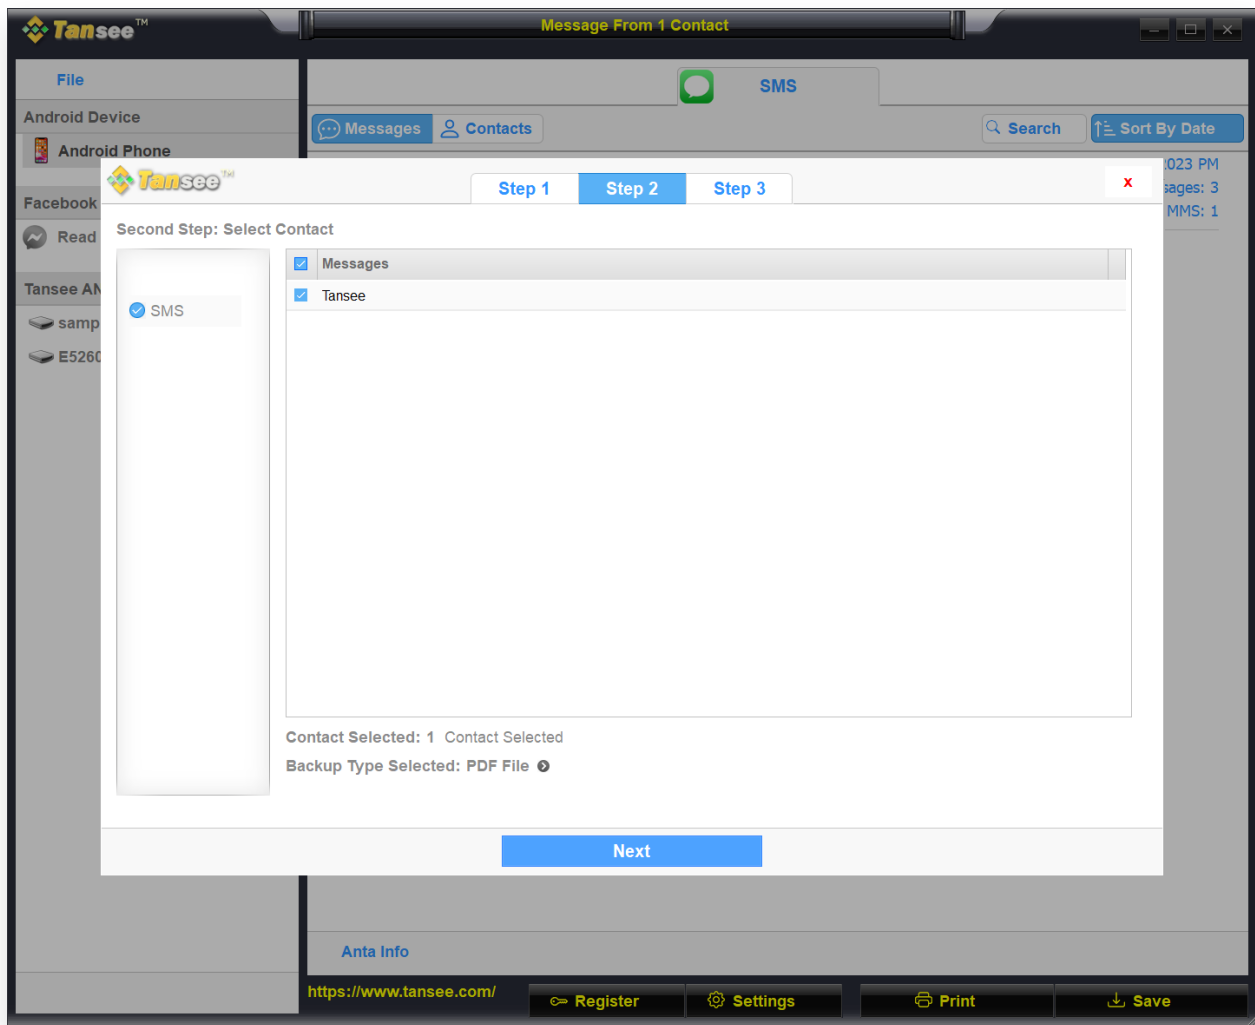 Tansee™
Message From 1 Contact
File
SMS
Android Device
Messages
Contacts
Search
Sort By Date
Android Phone
:023 PM
sages: 3
MMS: 1
Facebook
Read
Tansee AN
samp
E5260
Tansee™
Step 1
Step 2
Step 3
x
Second Step: Select Contact
SMS
Messages
Tansee
Contact Selected: 1 Contact Selected
Backup Type Selected: PDF File
Next
Anta Info
https://www.tansee.com/
Register
Settings
Print
Save